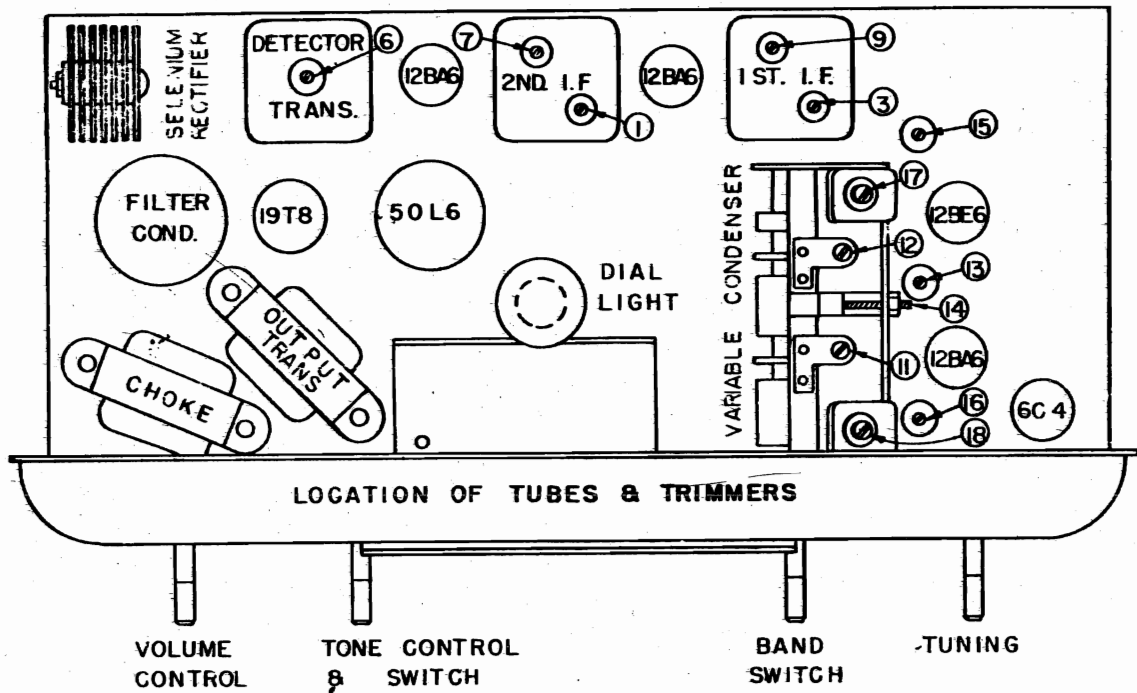 SELENIUM
RECTIFIER
DETECTOR
TRANS.
6
12BA6
7
2ND. I.F
1
12BA6
9
1 ST. I.F.
3
15
FILTER
COND.
19T8
50L6
VARIABLE CONDENSER
17
12BE6
12
13
14
DIAL
LIGHT
OUTPUT
TRANS
CHOKE
11
12BA6
16
18
6C4
LOCATION OF TUBES & TRIMMERS
VOLUME
CONTROL
TONE CONTROL
& SWITCH
BAND
SWITCH
TUNING